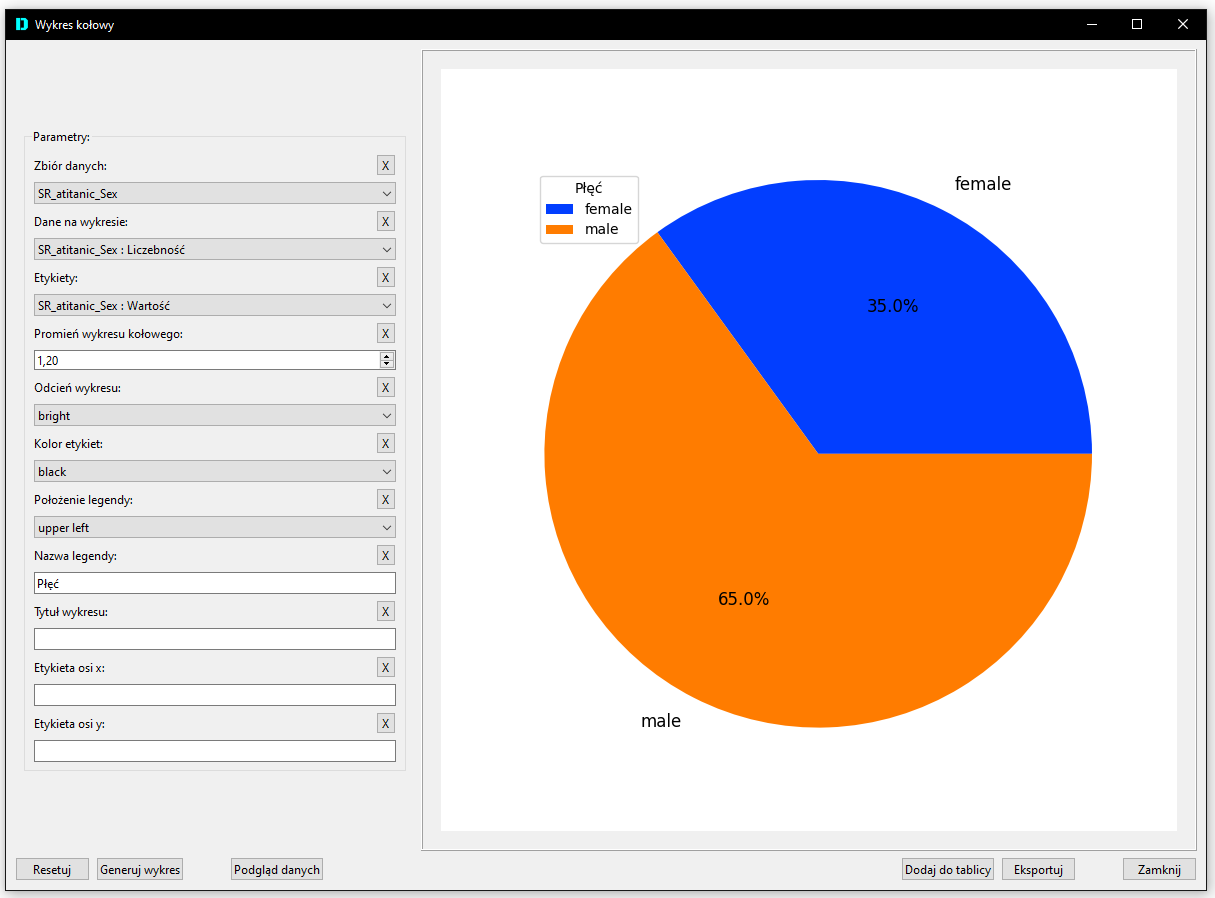 Wykres kołowy
Parametry:
Zbiór danych:
X
SR_atitanic_Sex
Dane na wykresie:
X
SR_atitanic_Sex : Liczebność
Etykiety:
X
SR_atitanic_Sex : Wartość
Promień wykresu kołowego:
X
1,20
Odcień wykresu:
X
bright
Kolor etykiet:
X
black
Położenie legendy:
X
upper left
Nazwa legendy:
X
Płęć
Tytuł wykresu:
X
Etykieta osi x:
X
Etykieta osi y:
X
Płęć
female
male
female
35.0%
65.0%
male
Resetuj
Generuj wykres
Podgląd danych
Dodaj do tablicy
Eksportuj
Zamknij